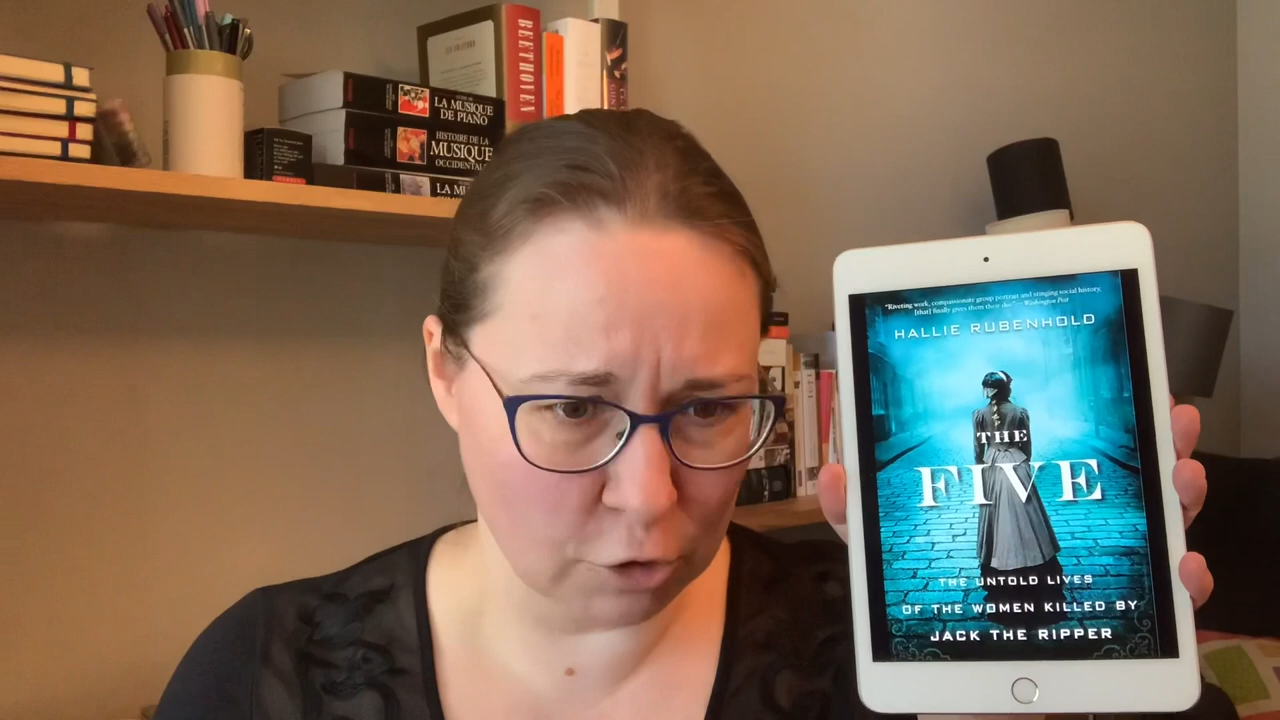 BEETHOVEN
LA MUSIQUE
DE PIANO
HISTOIRE DE LA
MUSIQUE
OCCIDENTALE
LA MU
"Riveting work, compassionate group portrait and stinging social history,
[that] finally gives them their due."—Washington Post
HALLIE RUBENHOLD
THE
FIVE
THE UNTOLD LIVES
OF THE WOMEN KILLED BY
JACK THE RIPPER